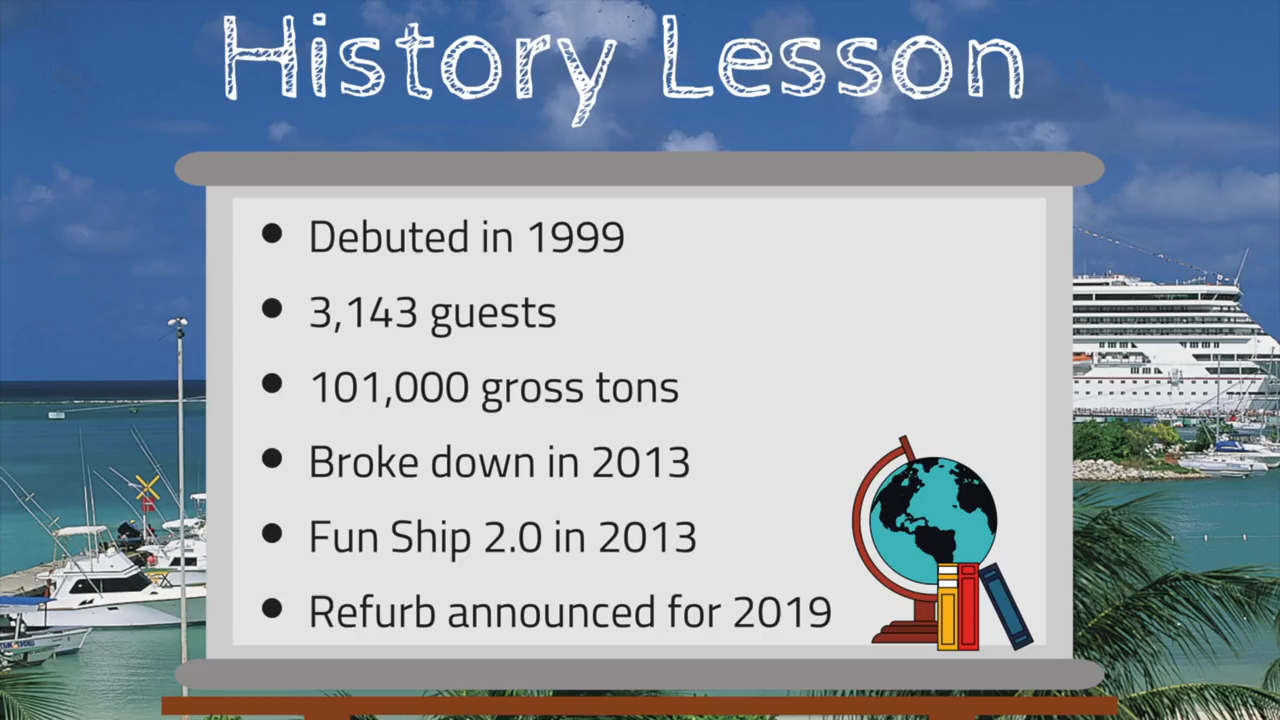 History Lesson
• Debuted in 1999
• 3,143 guests
• 101,000 gross tons
• Broke down in 2013
• Fun Ship 2.0 in 2013
• Refurb announced for 2019